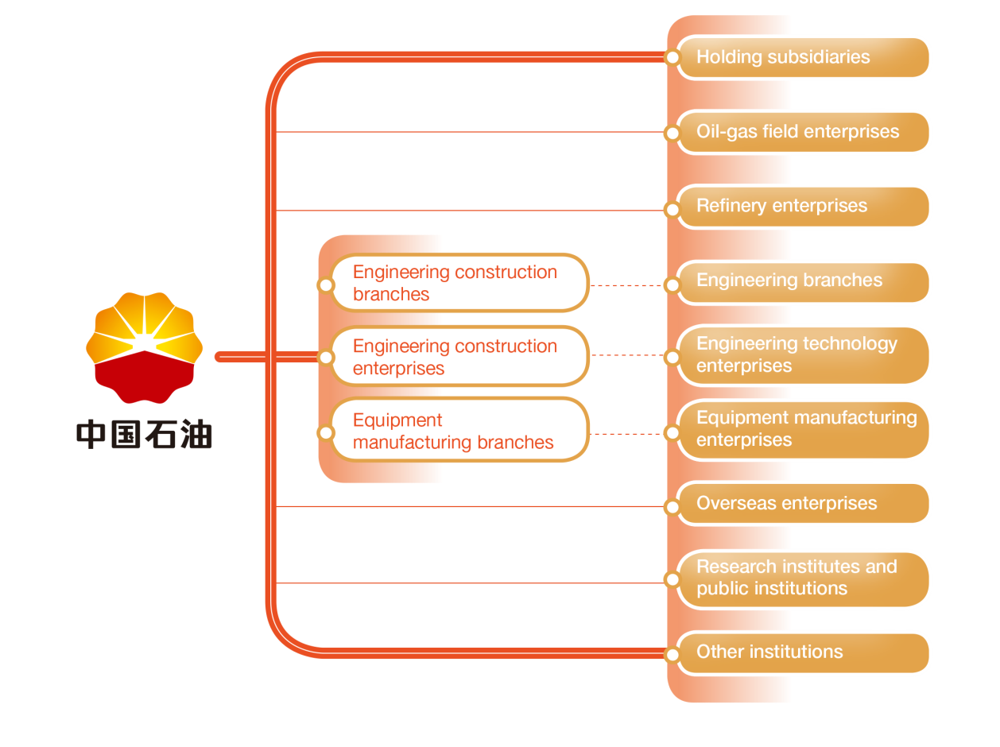 中国石油
Engineering construction
branches
Engineering construction
enterprises
Equipment
manufacturing branches
Holding subsidiaries
Oil-gas field enterprises
Refinery enterprises
Engineering branches
Engineering technology
enterprises
Equipment manufacturing
enterprises
Overseas enterprises
Research institutes and
public institutions
Other institutions